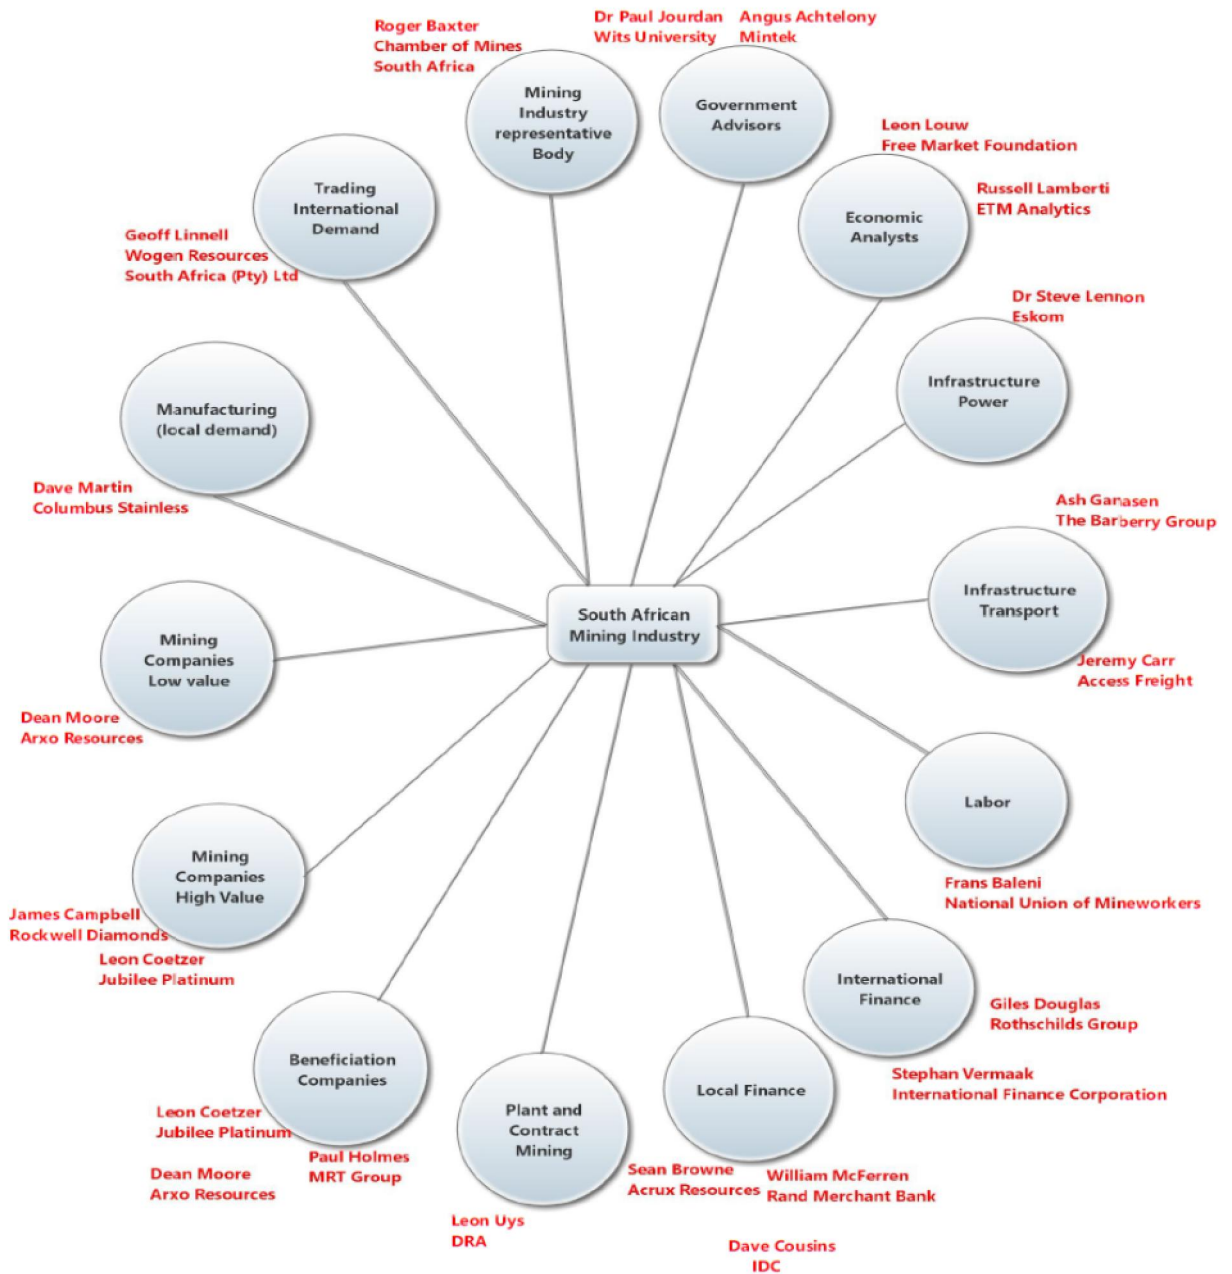 Roger Baxter
Chamber of Mines
South Africa
Dr Paul Jourdan
Wits University
Angus Achtelony
Mintek
Mining
Industry
representative
Body
Government
Advisors
Leon Louw
Free Market Foundation
Trading
International
Demand
Russell Lamberti
ETM Analytics
Economic
Analysts
Geoff Linnell
Wogen Resources
South Africa (Pty) Ltd
Dr Steve Lennon
Eskom
Infrastructure
Power
Manufacturing
(local demand)
Dave Martin
Columbus Stainless
Ash Ganasen
The Barberry Group
Infrastructure
Transport
South African
Mining Industry
Mining
Companies
Low value
Jeremy Carr
Access Freight
Dean Moore
Arxo Resources
Labor
Mining
Companies
High Value
Frans Baleni
National Union of Mineworkers
James Campbell
Rockwell Diamonds
Leon Coetzer
Jubilee Platinum
International
Finance
Giles Douglas
Rothschilds Group
Beneficiation
Companies
Local Finance
Stephan Vermaak
International Finance Corporation
Plant and
Contract
Mining
Leon Coetzer
Jubilee Platinum
Paul Holmes
MRT Group
Dean Moore
Arxo Resources
Sean Browne
Acrux Resources
William McFerren
Rand Merchant Bank
Leon Uys
DRA
Dave Cousins
IDC